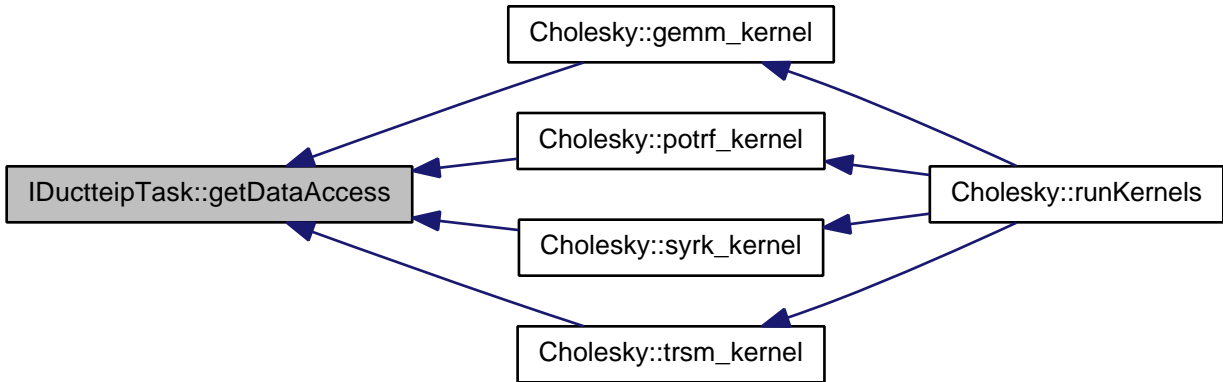 Cholesky::gemm_kernel
Cholesky::potrf_kernel
IDuctteipTask::getDataAccess
Cholesky::runKernels
Cholesky::syrk_kernel
Cholesky::trsm_kernel